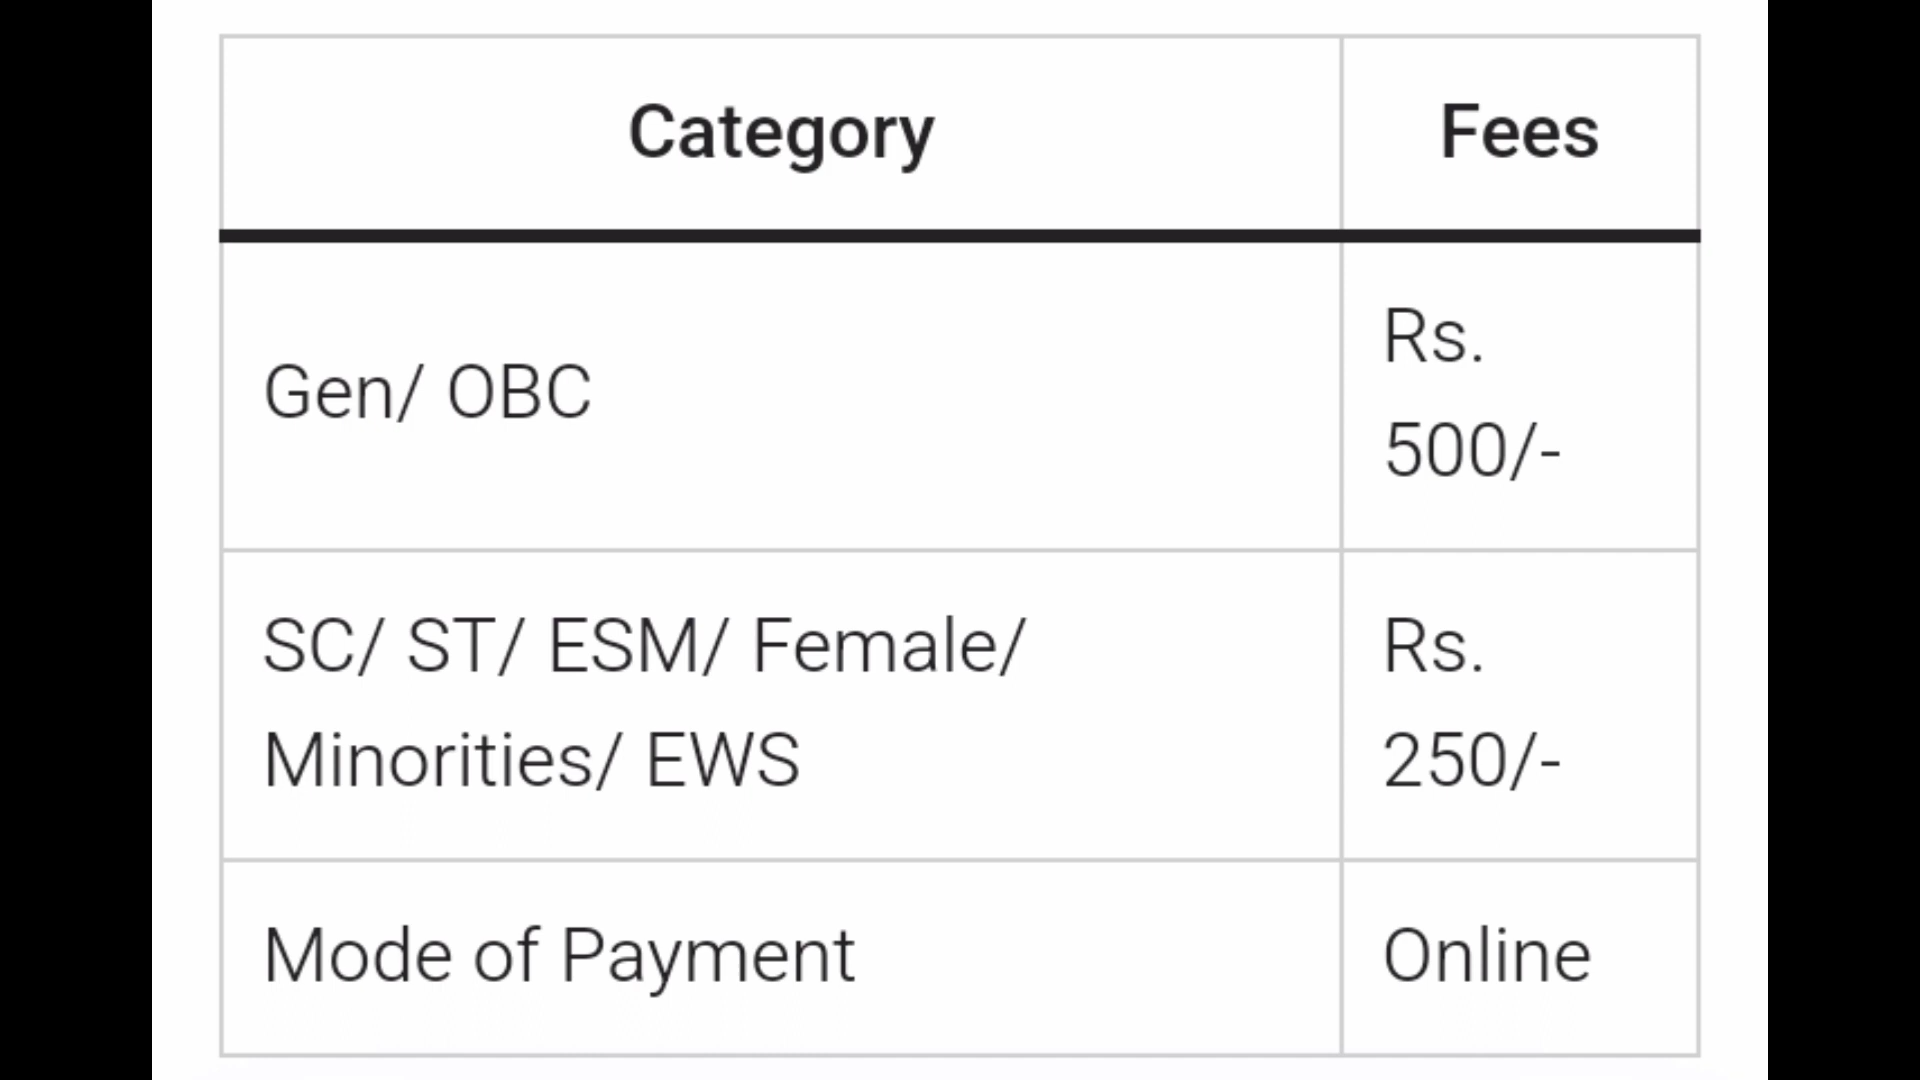 Category Fees
Gen/ OBC Rs.
500/-
SC/ ST/ ESM/ Female/ Rs.
Minorities/ EWS 250/-
Mode of Payment Online